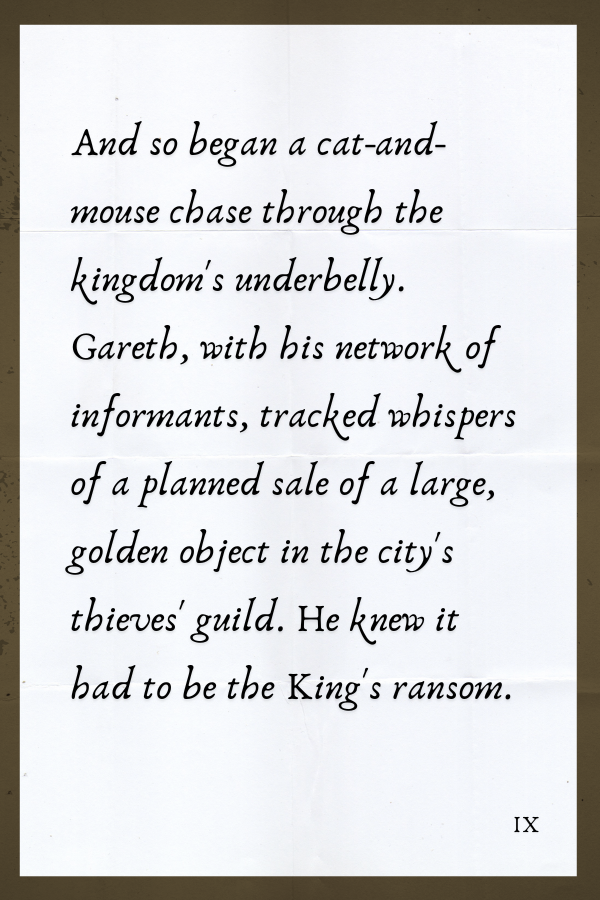 And so began a cat-and-
mouse chase through the
kingdom's underbelly.
Gareth, with his network of
informants, tracked whispers
of a planned sale of a large,
golden object in the city's
thieves' guild. He knew it
had to be the King's ransom.
IX